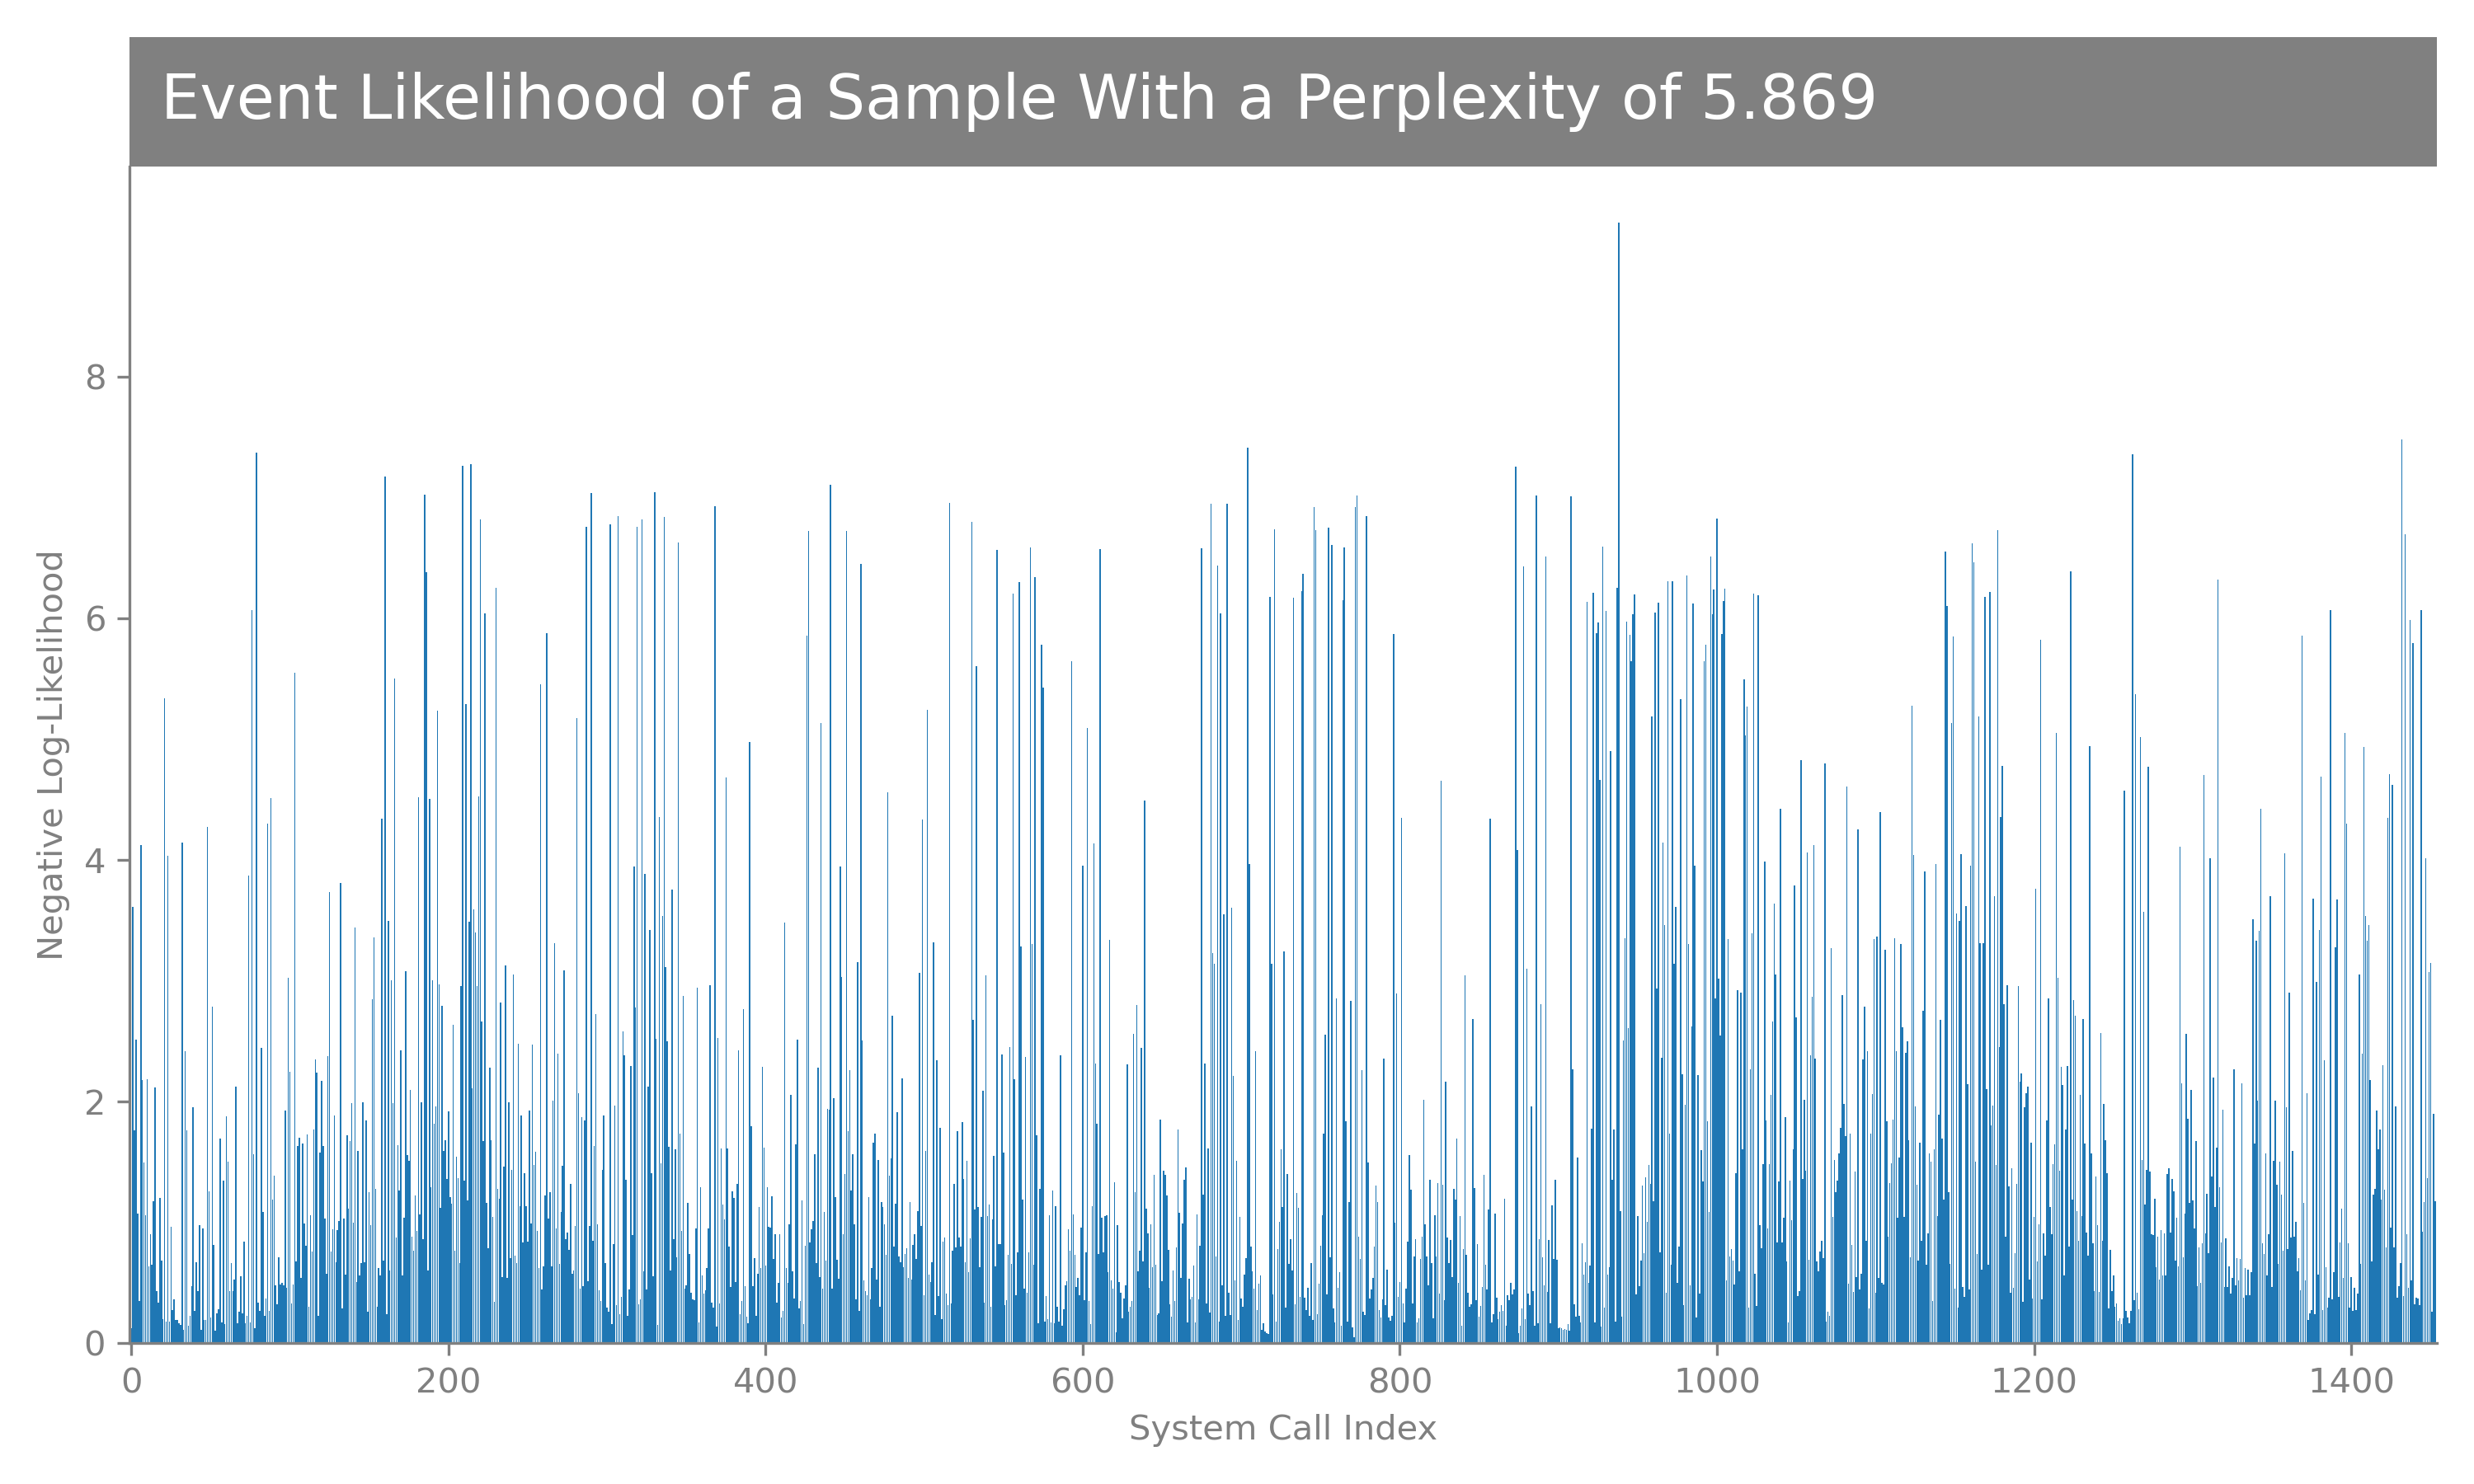 Event Likelihood of a Sample With a Perplexity of 5.869
8
6
4
2
0
Negative Log-Likelihood
0 200 400 600 800 1000 1200 1400
System Call Index